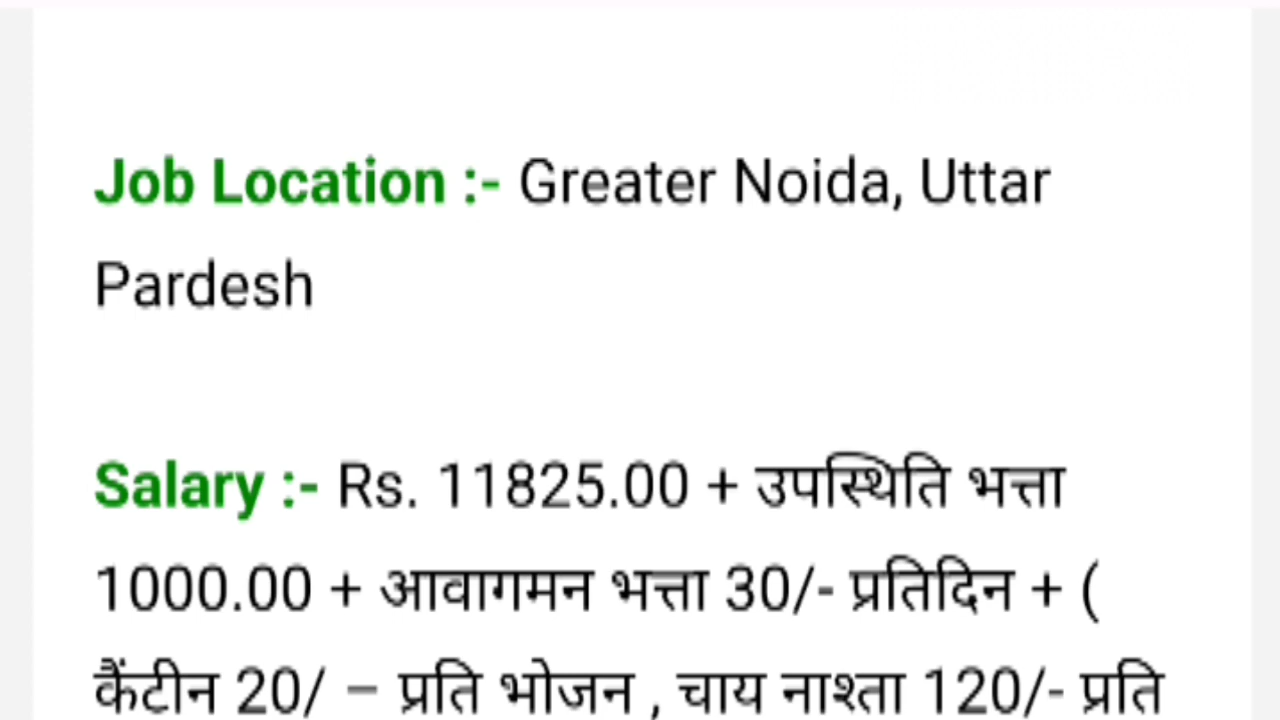 Job Location :- Greater Noida, Uttar
Pardesh
Salary :- Rs. 11825.00 + उपस्थिति भत्ता
1000.00 + आवागमन भत्ता 30/- प्रतिदिन + (
कैंटीन 20/ – प्रति भोजन , चाय नाश्ता 120/- प्रति